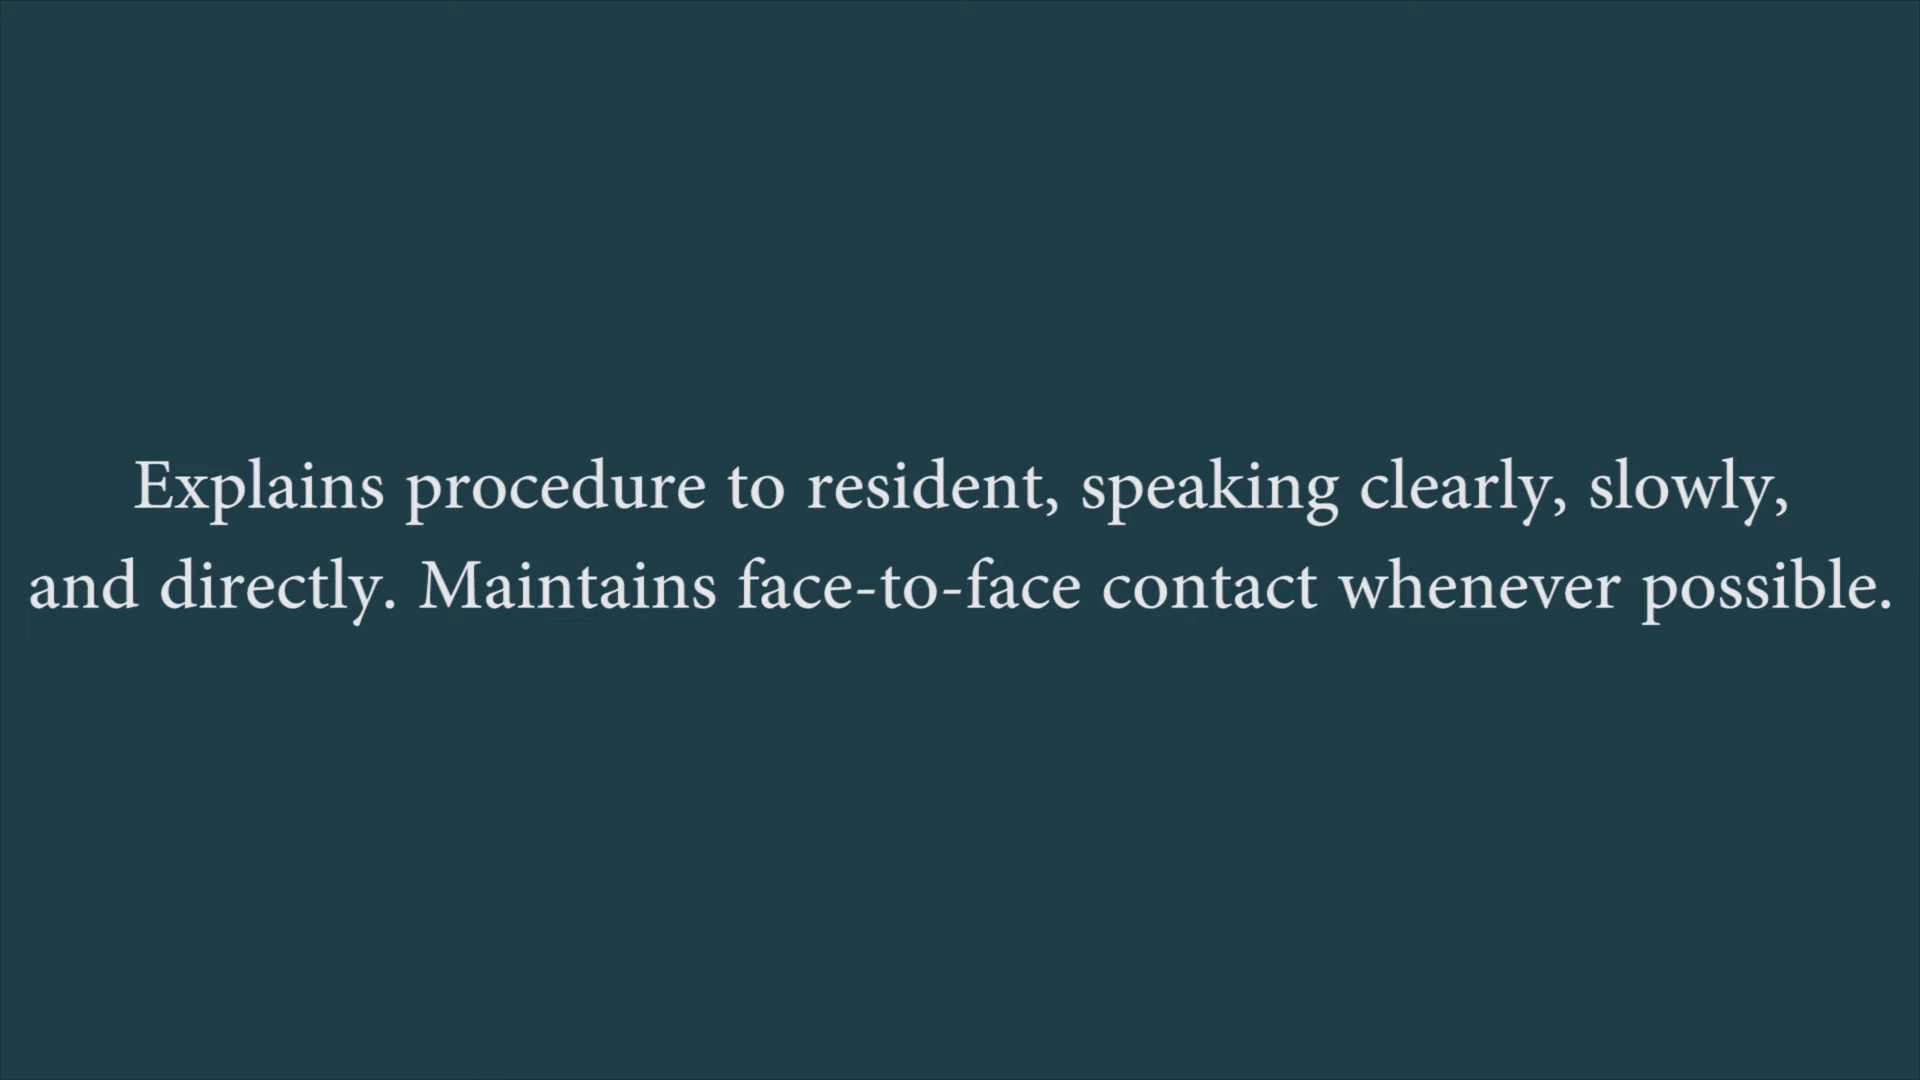 Explains procedure to resident, speaking clearly, slowly,
and directly. Maintains face-to-face contact whenever possible.